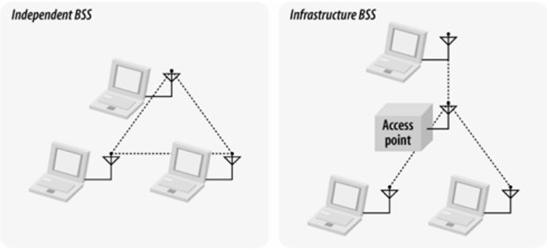 Independent BSS
Infrastructure BSS
Access
point